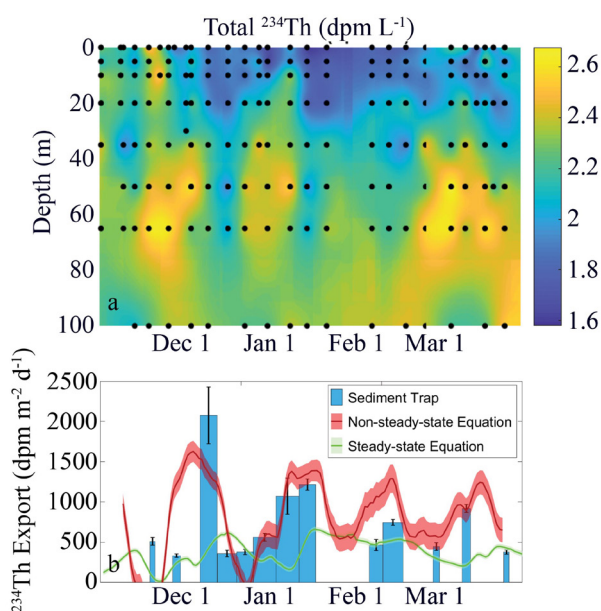 Total ²³⁴Th (dpm L⁻¹)
0
20
40
60
80
100
Depth (m)
a
2.6
2.4
2.2
2
1.8
1.6
Dec 1 Jan 1 Feb 1 Mar 1
2500
2000
1500
1000
500
0
²³⁴Th Export (dpm m⁻² d⁻¹)
Sediment Trap
Non-steady-state Equation
Steady-state Equation
b
Dec 1 Jan 1 Feb 1 Mar 1